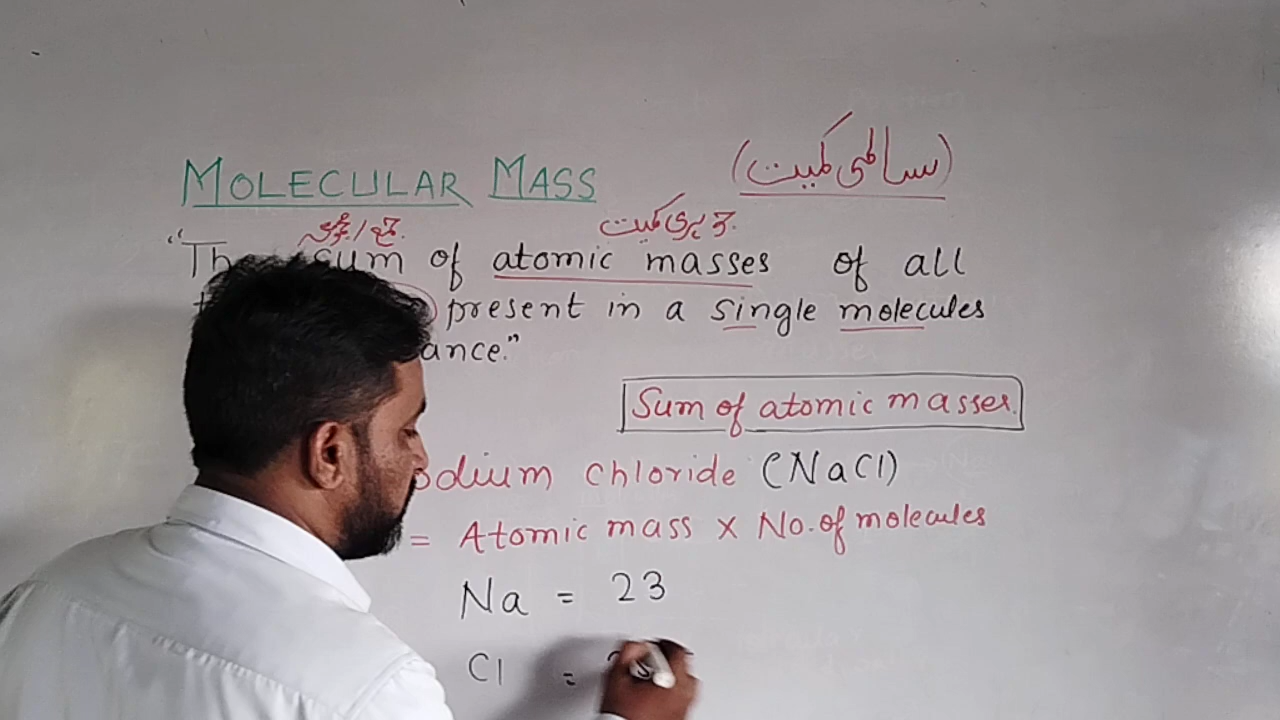 MOLECULAR MASS (سالمی کمیت)
جمع / مجموعہ جوہری کمیت
"The sum of atomic masses of all
present in a single molecules
ance."
Sum of atomic masses.
odium chloride (NaCl)
= Atomic mass x No. of molecules
Na = 23
Cl =